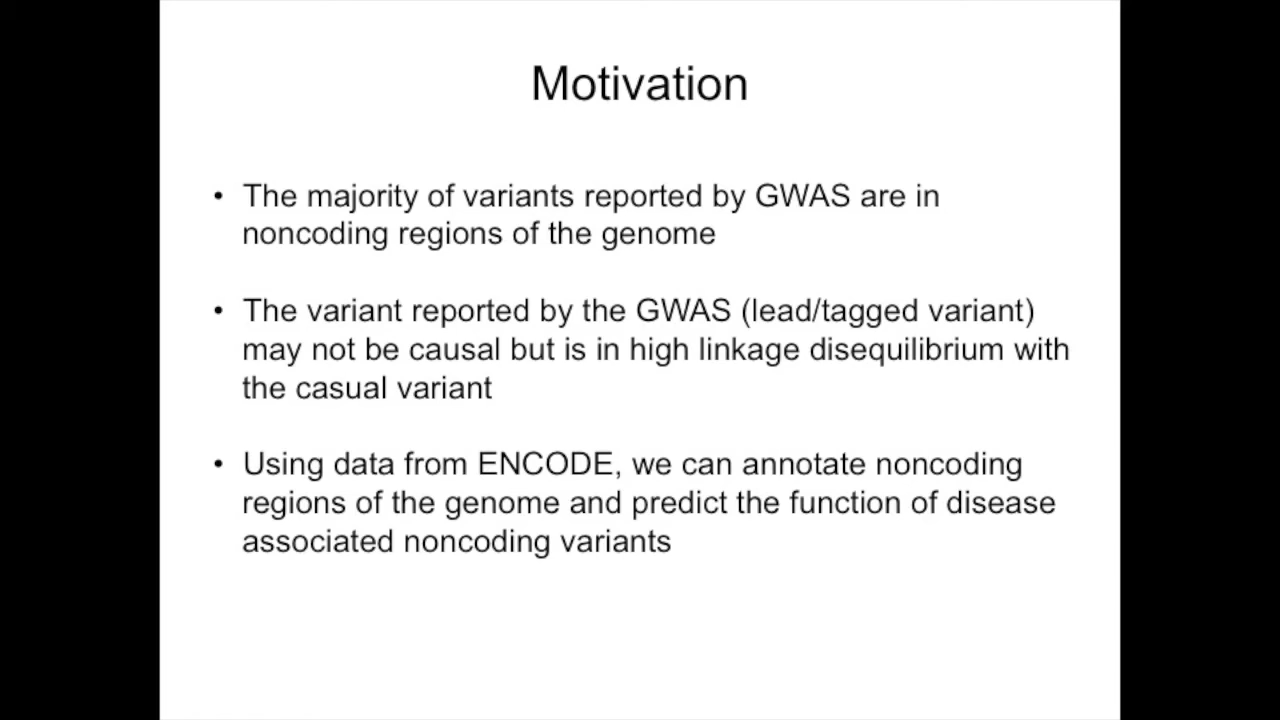 Motivation
• The majority of variants reported by GWAS are in
noncoding regions of the genome
• The variant reported by the GWAS (lead/tagged variant)
may not be causal but is in high linkage disequilibrium with
the casual variant
• Using data from ENCODE, we can annotate noncoding
regions of the genome and predict the function of disease
associated noncoding variants